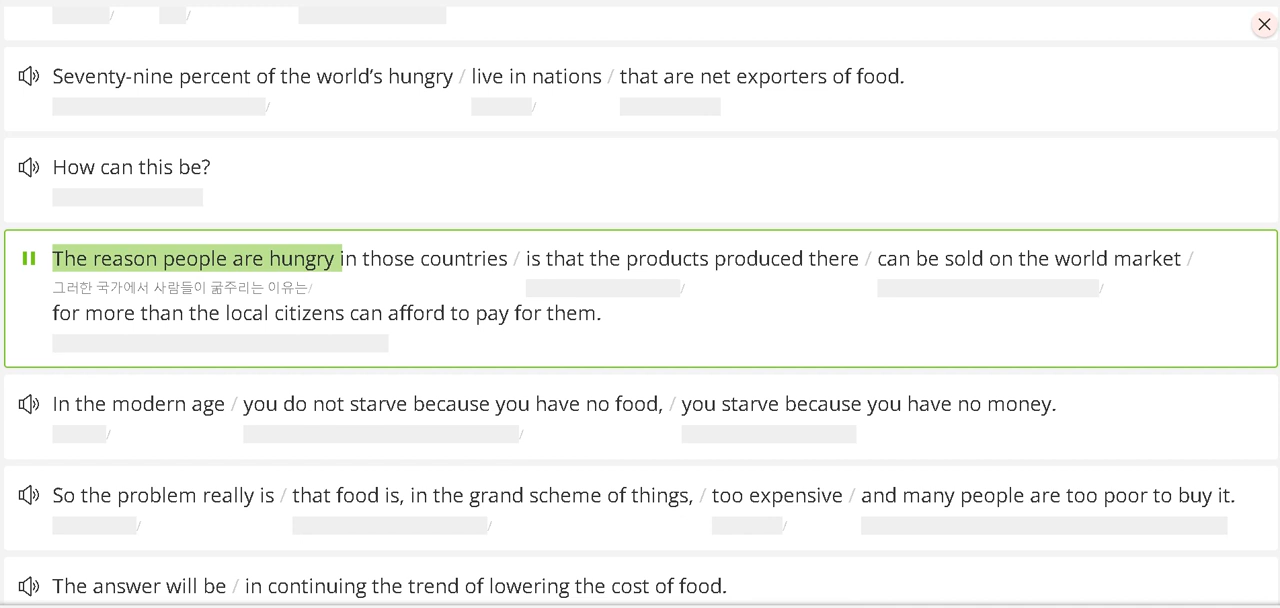 / /
Seventy-nine percent of the world’s hungry / live in nations / that are net exporters of food.
/ /
How can this be?
The reason people are hungry in those countries / is that the products produced there / can be sold on the world market /
그러한 국가에서 사람들이 굶주리는 이유는/ / /
for more than the local citizens can afford to pay for them.
In the modern age / you do not starve because you have no food, / you starve because you have no money.
/ /
So the problem really is / that food is, in the grand scheme of things, / too expensive / and many people are too poor to buy it.
/ / /
The answer will be / in continuing the trend of lowering the cost of food.